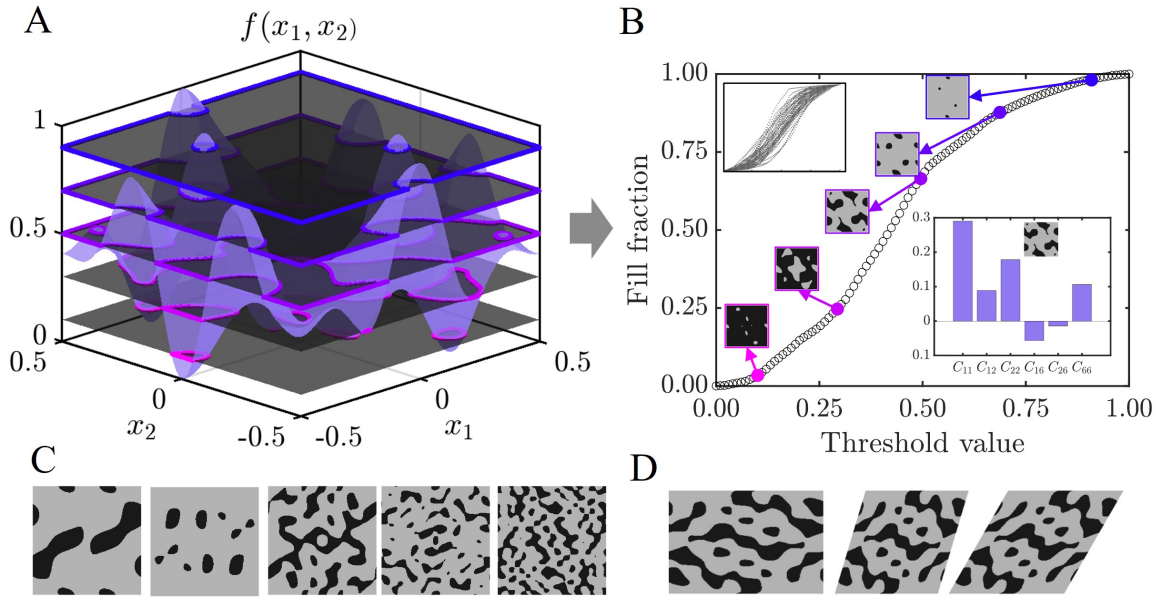 A
f(x₁, x₂)
1
0.5
0
0.5
0
-0.5
x₂
-0.5
0
0.5
x₁
B
Fill fraction
1.00
0.75
0.50
0.25
0.00
0.00
0.25
0.50
0.75
1.00
Threshold value
0.3
0.2
0.1
0
0.1
C₁₁ C₁₂ C₂₂ C₁₆ C₂₆ C₆₆
C
D